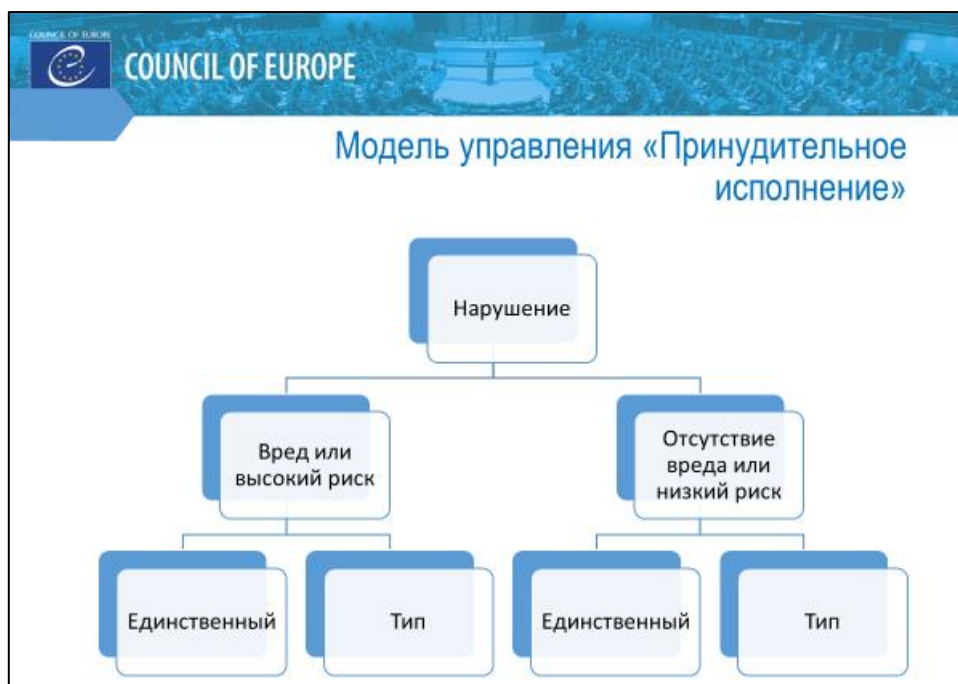 COUNCIL OF EUROPE
COUNCIL OF EUROPE
Модель управления «Принудительное
исполнение»
Нарушение
Вред или
высокий риск
Отсутствие
вреда или
низкий риск
Единственный
Тип
Единственный
Тип